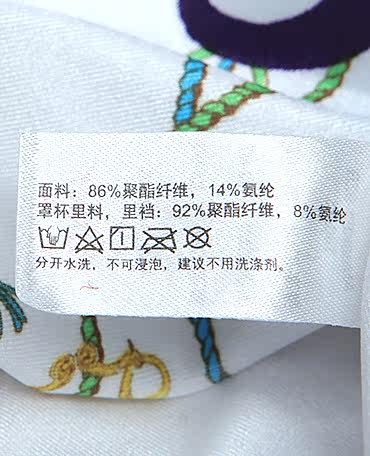 面料：86%聚酯纤维，14%氨纶
罩杯里料，里裆：92%聚酯纤维，8%氨纶
分开水洗，不可浸泡，建议不用洗涤剂。